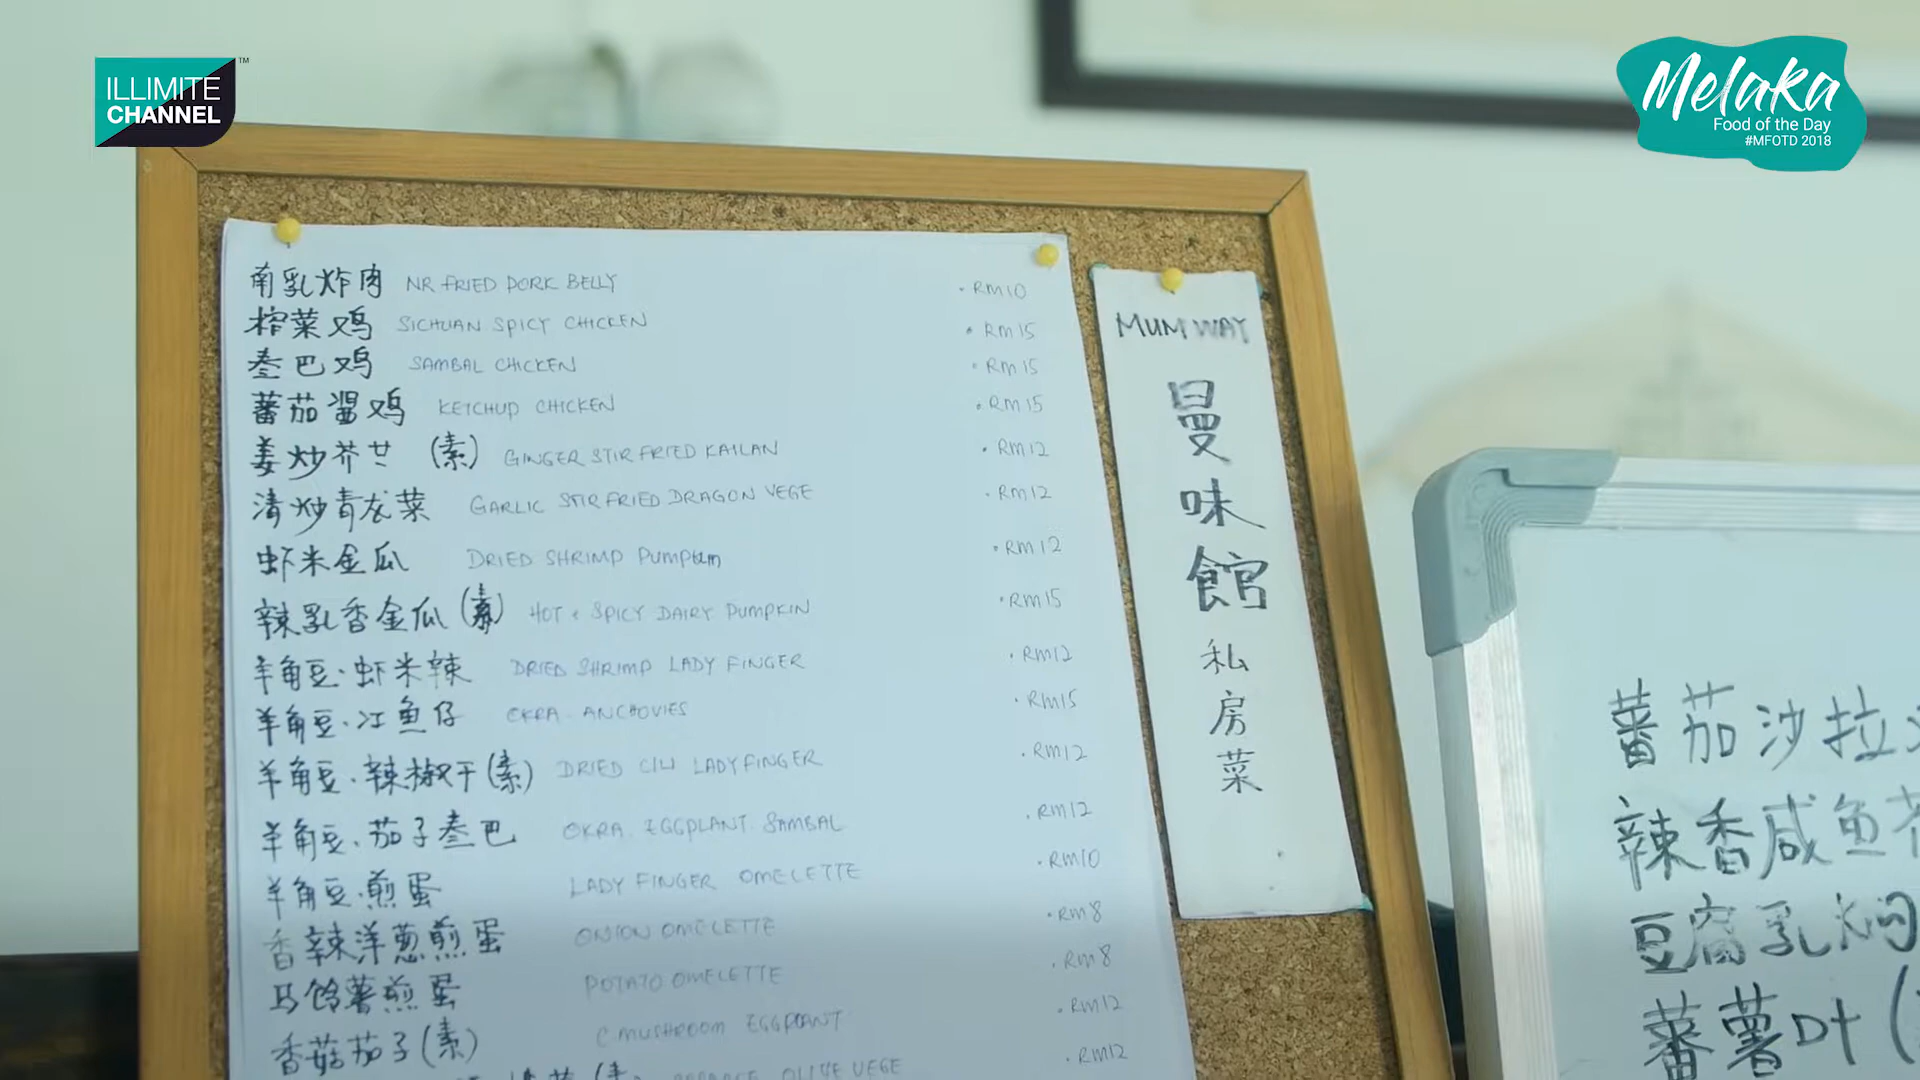 ILLIMITE
CHANNEL
TM
Melaka
Food of the Day
#MFOTD 2018
南乳炸肉 NR FRIED PORK BELLY . RM10
榨菜鸡 SICHUAN SPICY CHICKEN . RM15
叁巴鸡 SAMBAL CHICKEN . RM15
蕃茄酱鸡 KETCHUP CHICKEN . RM15
姜炒芥兰 (素) GINGER STIR FRIED KAILAN . RM12
清炒青龙菜 GARLIC STIR FRIED DRAGON VEGE . RM12
虾米金瓜 DRIED SHRIMP . RM12
辣乳香金瓜 (素) HOT & SPICY DAIRY PUMPKIN . RM15
羊角豆.虾米辣 DRIED SHRIMP LADY FINGER . RM12
羊角豆.江鱼仔 OKRA ANCHOVIES . RM15
羊角豆.辣椒干(素) DRIED CILI LADYFINGER . RM12
羊角豆.茄子叁巴 OKRA. EGGPLANT. SAMBAL . RM12
羊角豆.煎蛋 LADY FINGER OMELETTE . RM10
香辣洋葱煎蛋 ONION OMELETTE . RM8
马铃薯煎蛋 POTATO OMELETTE . RM8
香菇茄子(素) C.MUSHROOM EGGPLANT . RM12
OLIVE VEGE . RM12
MUM WAY
曼味館
私房菜
蕃茄沙拉
辣香咸鱼芥
豆腐乳焖
蕃薯叶(